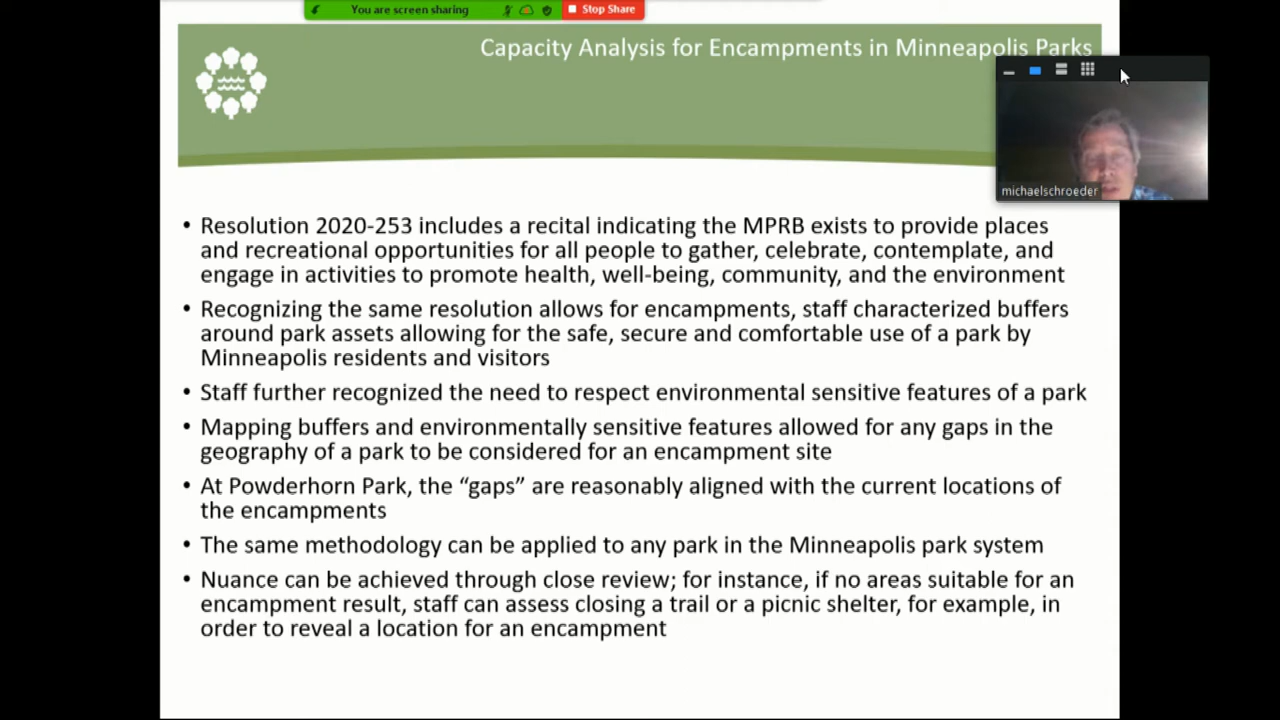 You are screen sharing
Stop Share
Capacity Analysis for Encampments in Minneapolis Parks
michaelschroeder
• Resolution 2020-253 includes a recital indicating the MPRB exists to provide places
and recreational opportunities for all people to gather, celebrate, contemplate, and
engage in activities to promote health, well-being, community, and the environment
• Recognizing the same resolution allows for encampments, staff characterized buffers
around park assets allowing for the safe, secure and comfortable use of a park by
Minneapolis residents and visitors
• Staff further recognized the need to respect environmental sensitive features of a park
• Mapping buffers and environmentally sensitive features allowed for any gaps in the
geography of a park to be considered for an encampment site
• At Powderhorn Park, the “gaps” are reasonably aligned with the current locations of
the encampments
• The same methodology can be applied to any park in the Minneapolis park system
• Nuance can be achieved through close review; for instance, if no areas suitable for an
encampment result, staff can assess closing a trail or a picnic shelter, for example, in
order to reveal a location for an encampment